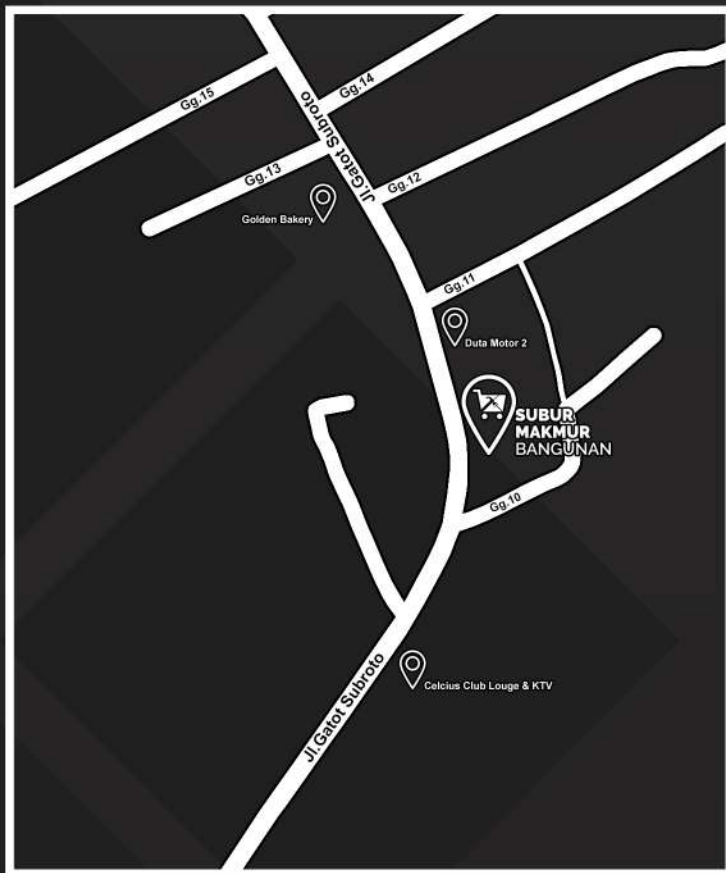 Gg.15
Gg.14
Jl.Gatot Subroto
Gg.13
Gg.12
Golden Bakery
Gg.11
Duta Motor 2
SUBUR
MAKMUR
BANGUNAN
Gg.10
Celcius Club Louge & KTV
Jl.Gatot Subroto